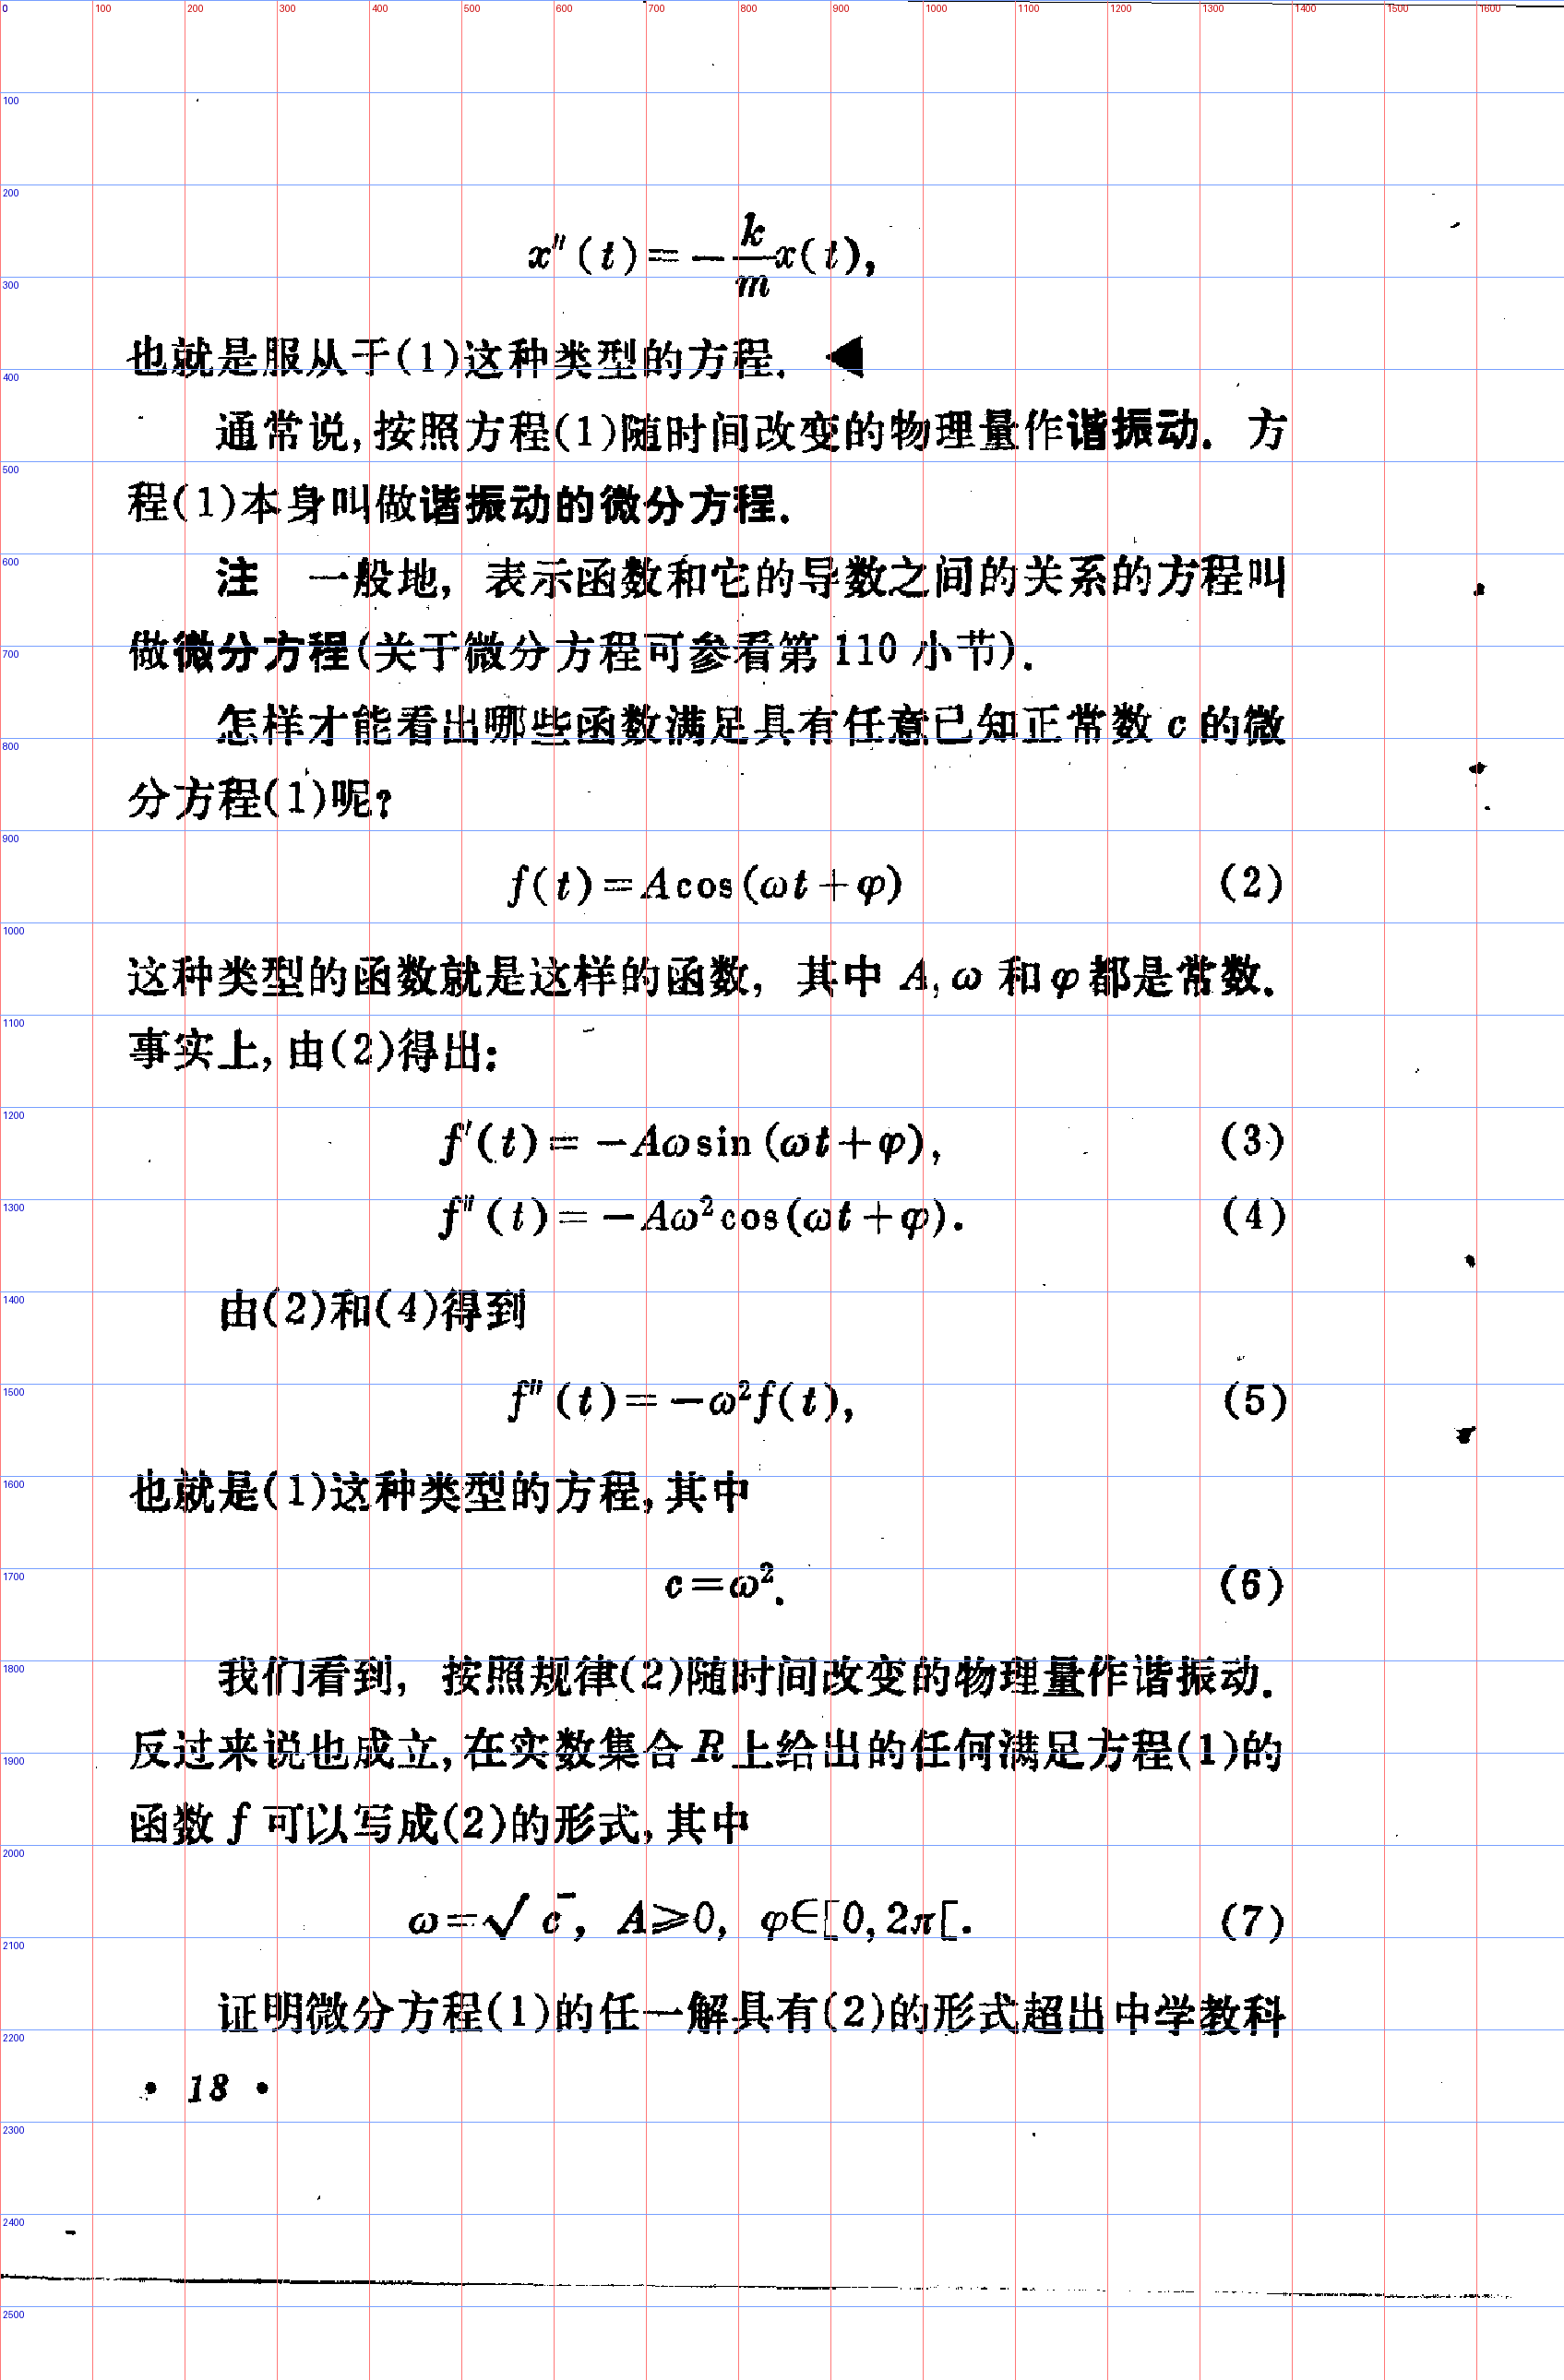 x″(t)=-\frac{k}{m}x(t),
也就是服从于(1)这种类型的方程. ◀
通常说,按照方程(1)随时间改变的物理量作谐振动. 方
程(1)本身叫做谐振动的微分方程.
注 一般地, 表示函数和它的导数之间的关系的方程叫
做微分方程(关于微分方程可参看第 110 小节).
怎样才能看出哪些函数满足具有任意已知正常数 c 的微
分方程(1)呢?
f(t)=Acos(ωt+φ) (2)
这种类型的函数就是这样的函数, 其中 A,ω 和 φ 都是常数.
事实上,由(2)得出:
f′(t)=-Aωsin(ωt+φ), (3)
f″(t)=-Aω²cos(ωt+φ). (4)
由(2)和(4)得到
f″(t)=-ω²f(t), (5)
也就是(1)这种类型的方程,其中
c=ω². (6)
我们看到, 按照规律(2)随时间改变的物理量作谐振动.
反过来说也成立,在实数集合 R 上给出的任何满足方程(1)的
函数 f 可以写成(2)的形式,其中
ω=√c, A≥0, φ∈[0,2π[. (7)
证明微分方程(1)的任一解具有(2)的形式超出中学教科
• 18 •